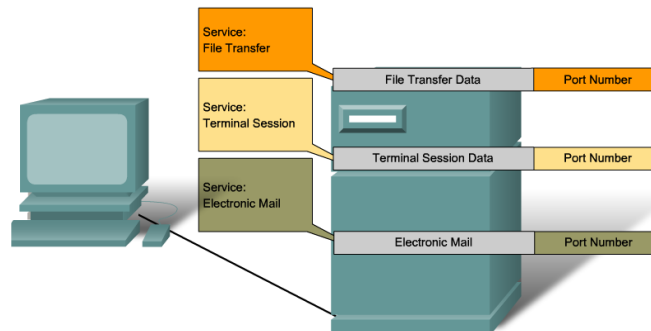 Service:
File Transfer
File Transfer Data
Port Number
Service:
Terminal Session
Terminal Session Data
Port Number
Service:
Electronic Mail
Electronic Mail
Port Number